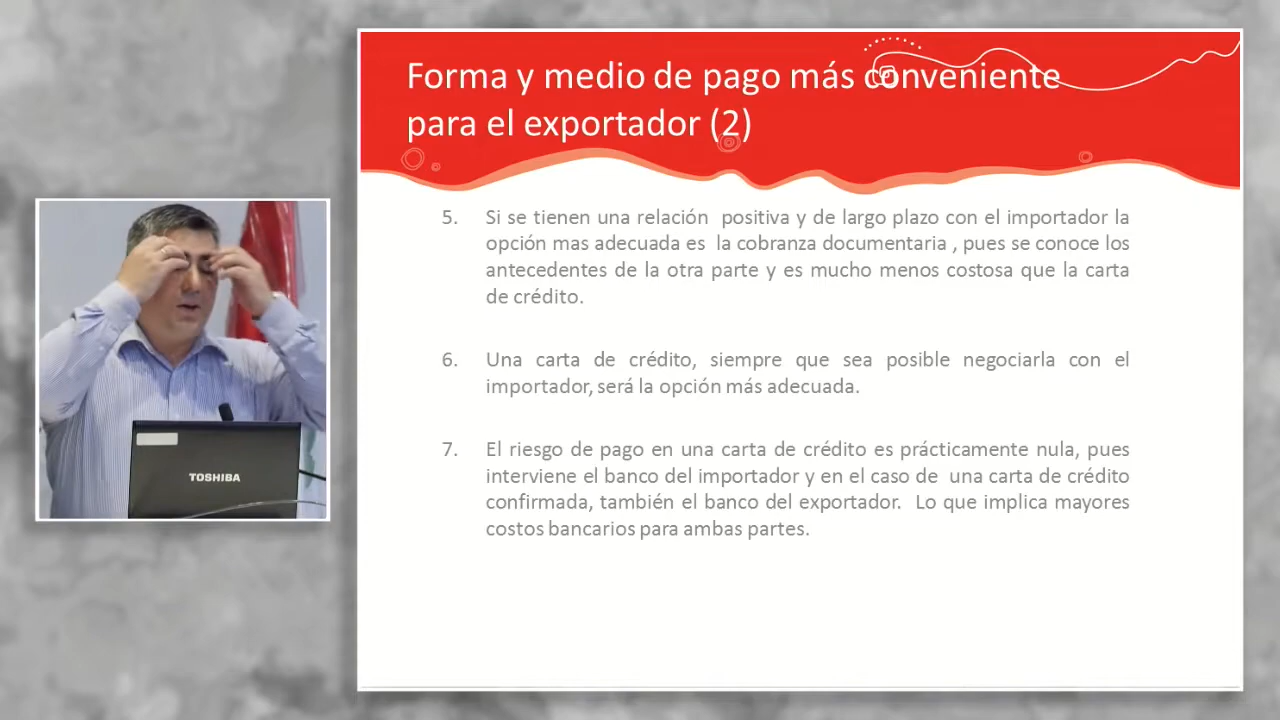 Forma y medio de pago más conveniente
para el exportador (2)
5. Si se tienen una relación positiva y de largo plazo con el importador la
opción mas adecuada es la cobranza documentaria , pues se conoce los
antecedentes de la otra parte y es mucho menos costosa que la carta
de crédito.
6. Una carta de crédito, siempre que sea posible negociarla con el
importador, será la opción más adecuada.
7. El riesgo de pago en una carta de crédito es prácticamente nula, pues
interviene el banco del importador y en el caso de una carta de crédito
confirmada, también el banco del exportador. Lo que implica mayores
costos bancarios para ambas partes.
TOSHIBA